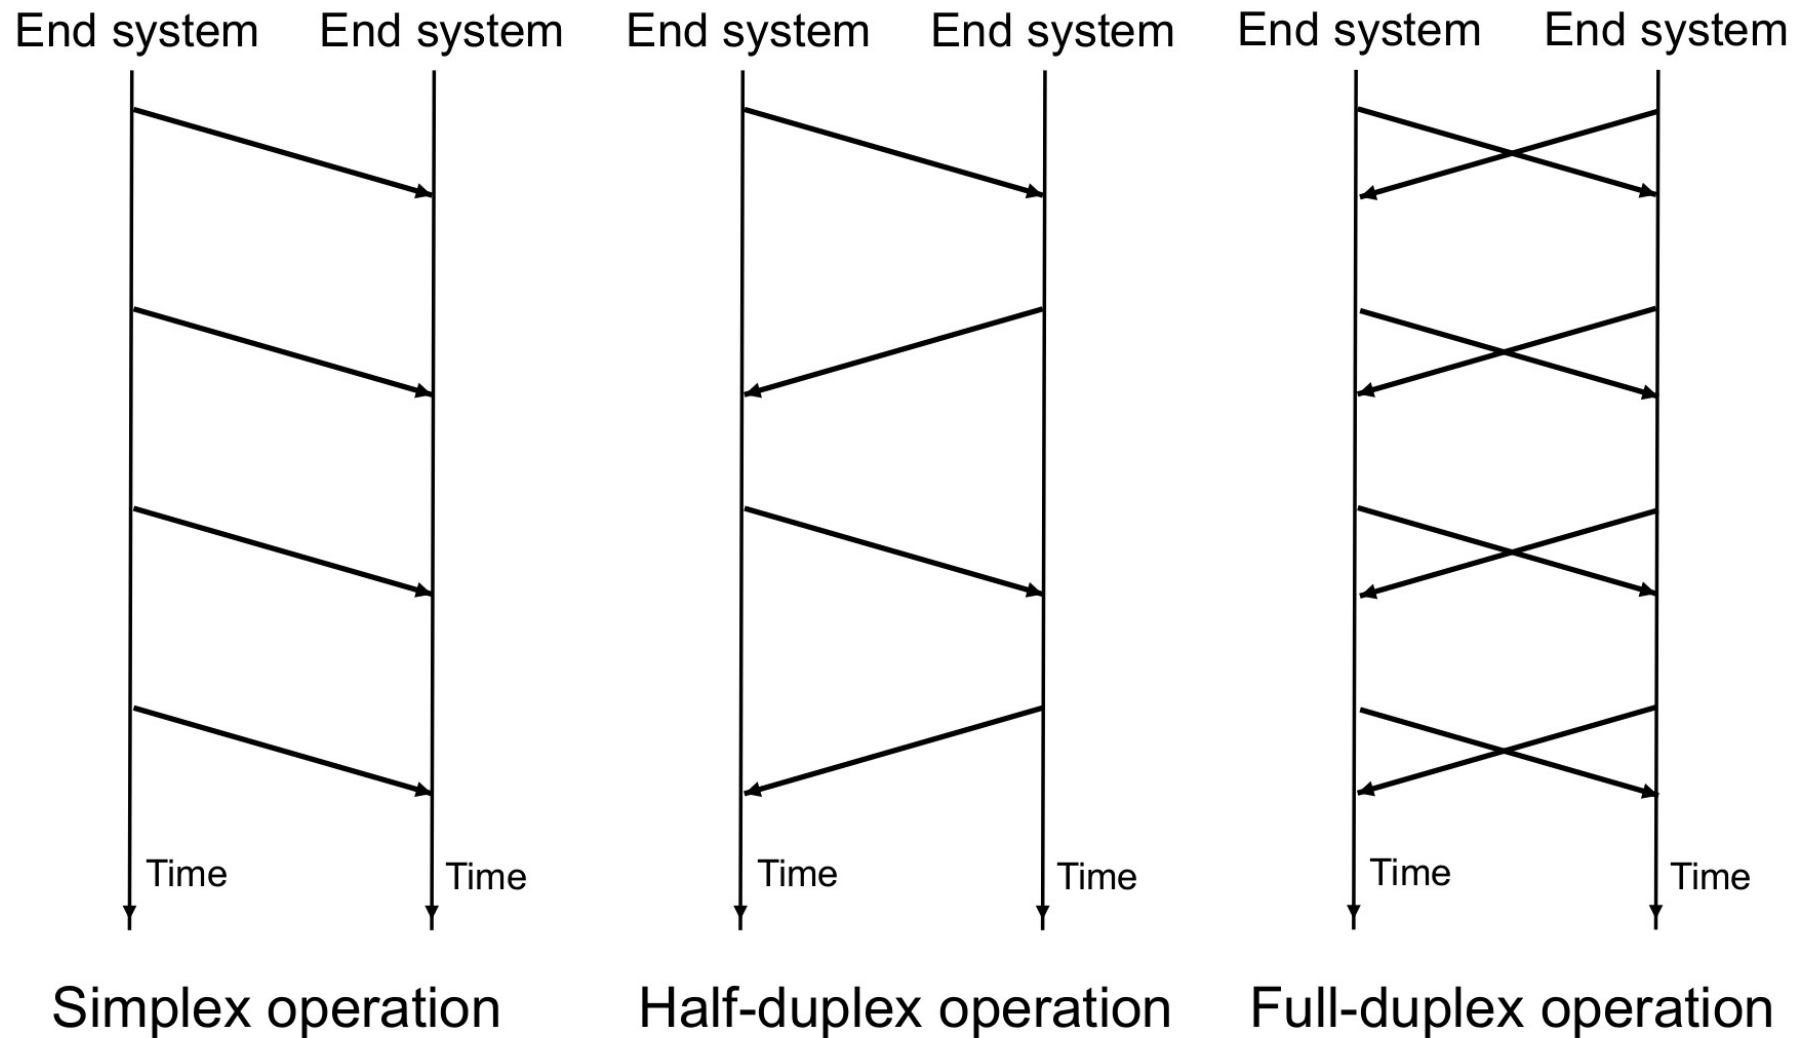 End system End system End system End system End system End system
Time Time Time Time Time Time
Simplex operation Half-duplex operation Full-duplex operation